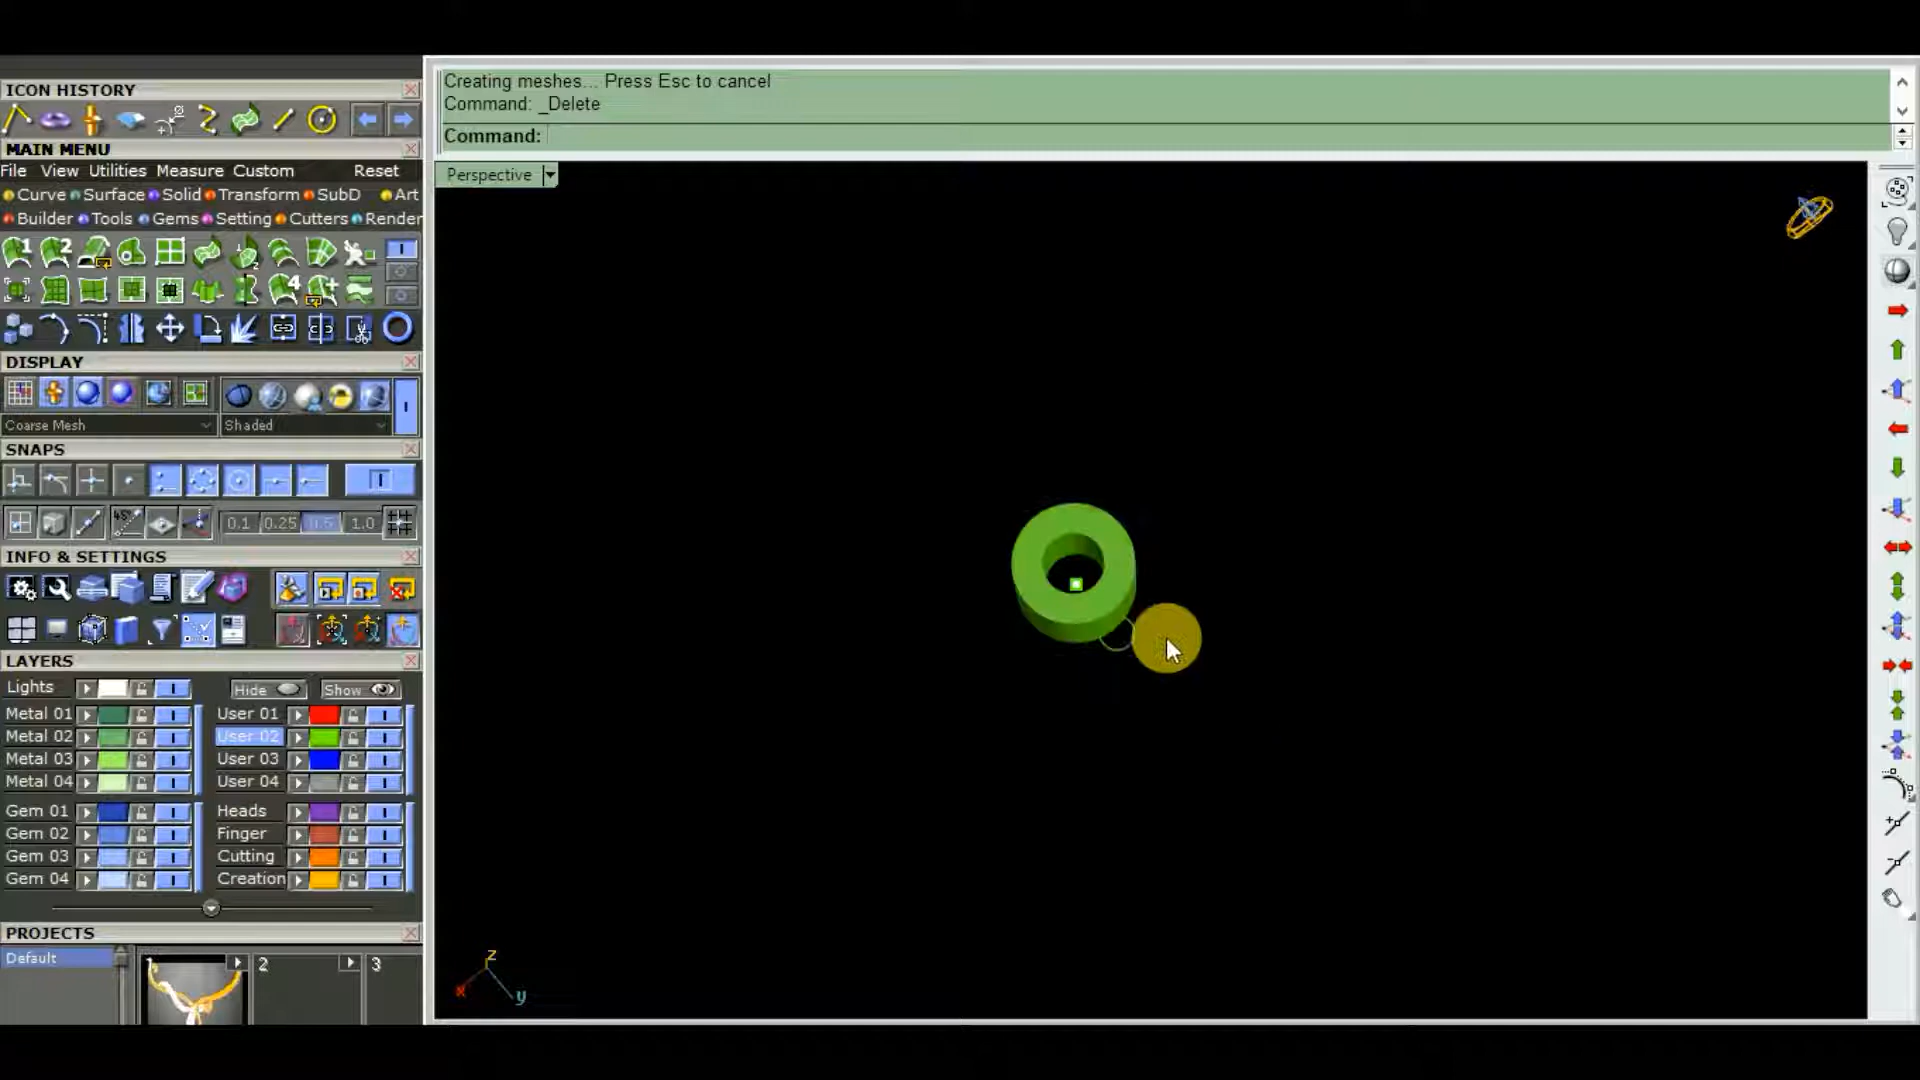 ICON HISTORY
MAIN MENU
File View Utilities Measure Custom Reset
Curve Surface Solid Transform SubD Art
Builder Tools Gems Setting Cutters Render
DISPLAY
Coarse Mesh Shaded
SNAPS
0.1 0.25 0.5 1.0
INFO & SETTINGS
LAYERS
Lights Hide Show
Metal 01 User 01
Metal 02 User 02
Metal 03 User 03
Metal 04 User 04
Gem 01 Heads
Gem 02 Finger
Gem 03 Cutting
Gem 04 Creation
PROJECTS
Default 1 2 3
Creating meshes... Press Esc to cancel
Command: _Delete
Command:
Perspective
z
x
y